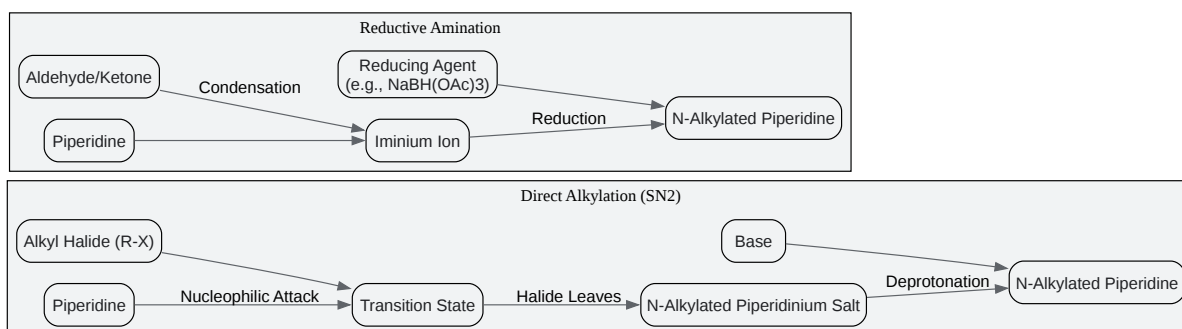 Reductive Amination
Aldehyde/Ketone
Condensation
Reducing Agent
(e.g., NaBH(OAc)3)
Piperidine
Iminium Ion
Reduction
N-Alkylated Piperidine
Direct Alkylation (SN2)
Alkyl Halide (R-X)
Base
Piperidine
Nucleophilic Attack
Transition State
Halide Leaves
N-Alkylated Piperidinium Salt
Deprotonation
N-Alkylated Piperidine